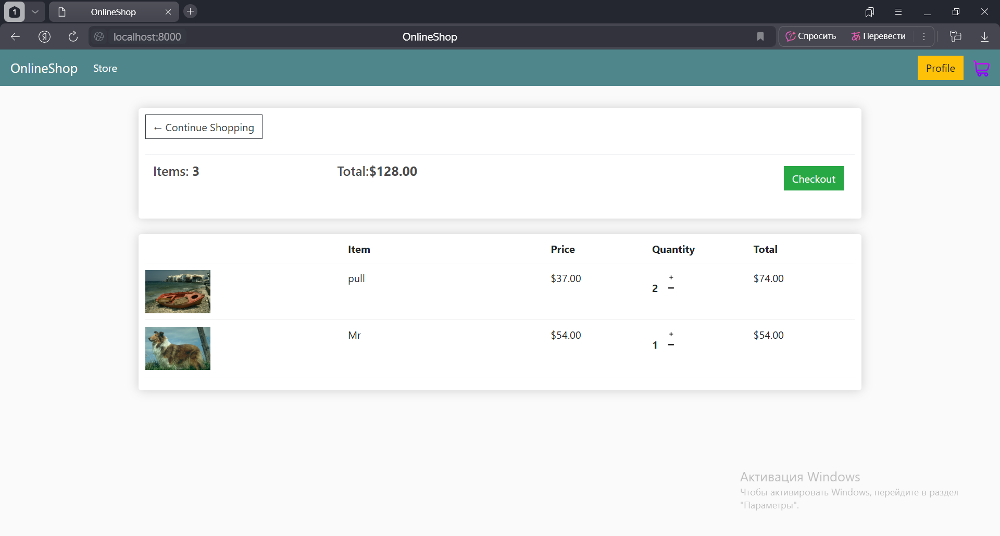 1
OnlineShop
localhost:8000
OnlineShop
Спросить
Перевести
OnlineShop
Store
Profile
← Continue Shopping
Items: 3
Total:$128.00
Checkout
Item
Price
Quantity
Total
pull
$37.00
+
2 −
$74.00
Mr
$54.00
+
1 −
$54.00
Активация Windows
Чтобы активировать Windows, перейдите в раздел
"Параметры".